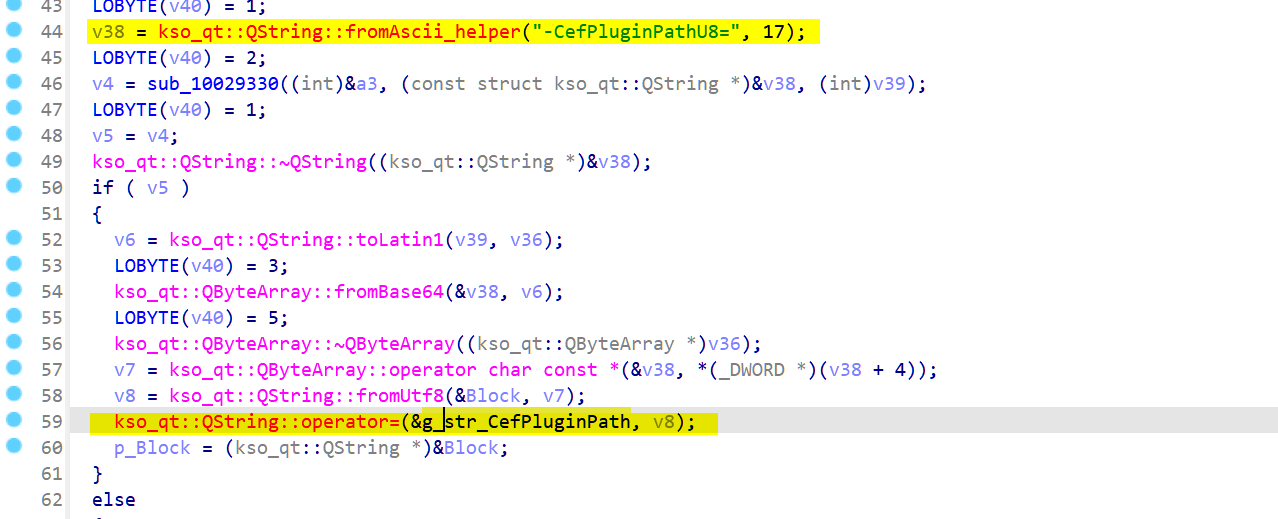 43 LOBYTE(v40) = 1;
44 v38 = kso_qt::QString::fromAscii_helper("-CefPluginPathU8=", 17);
45 LOBYTE(v40) = 2;
46 v4 = sub_10029330((int)&a3, (const struct kso_qt::QString *)&v38, (int)v39);
47 LOBYTE(v40) = 1;
48 v5 = v4;
49 kso_qt::QString::~QString((kso_qt::QString *)&v38);
50 if ( v5 )
51 {
52 v6 = kso_qt::QString::toLatin1(v39, v36);
53 LOBYTE(v40) = 3;
54 kso_qt::QByteArray::fromBase64(&v38, v6);
55 LOBYTE(v40) = 5;
56 kso_qt::QByteArray::~QByteArray((kso_qt::QByteArray *)v36);
57 v7 = kso_qt::QByteArray::operator char const *(&v38, *(_DWORD *)(v38 + 4));
58 v8 = kso_qt::QString::fromUtf8(&Block, v7);
59 kso_qt::QString::operator=(&g_str_CefPluginPath, v8);
60 p_Block = (kso_qt::QString *)&Block;
61 }
62 else